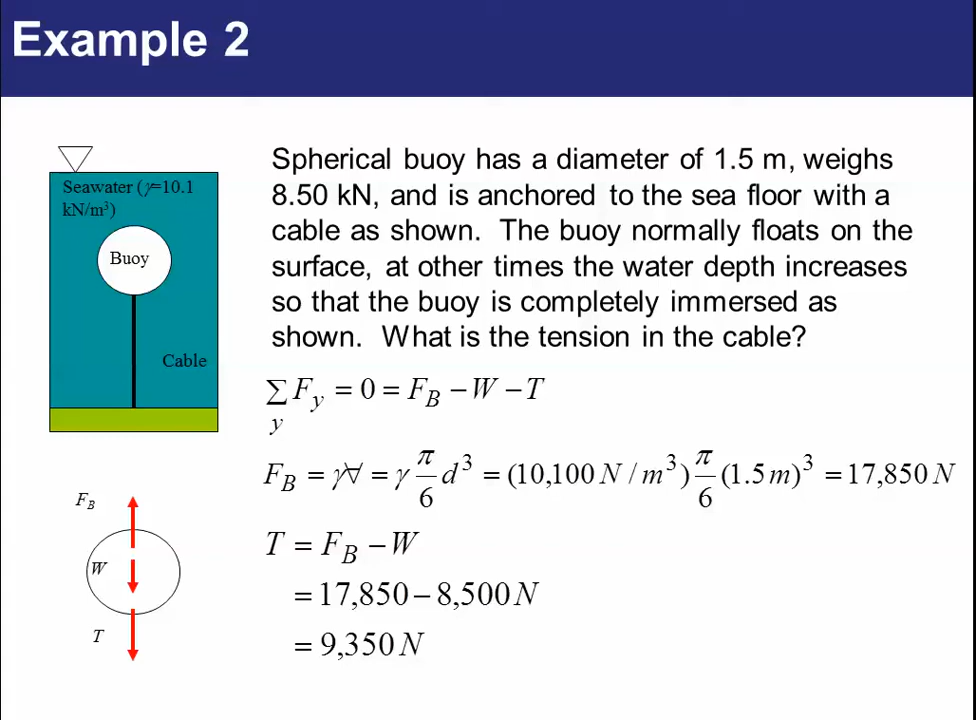 Example 2
Seawater (γ=10.1
kN/m³)
Buoy
Cable
Spherical buoy has a diameter of 1.5 m, weighs
8.50 kN, and is anchored to the sea floor with a
cable as shown.  The buoy normally floats on the
surface, at other times the water depth increases
so that the buoy is completely immersed as
shown.  What is the tension in the cable?
∑_y F_y = 0 = F_B − W − T
F_B = γV̶ = γ π/6 d³ = (10,100 N / m³) π/6 (1.5 m)³ = 17,850 N
T = F_B − W
= 17,850 − 8,500 N
= 9,350 N
F_B
W
T